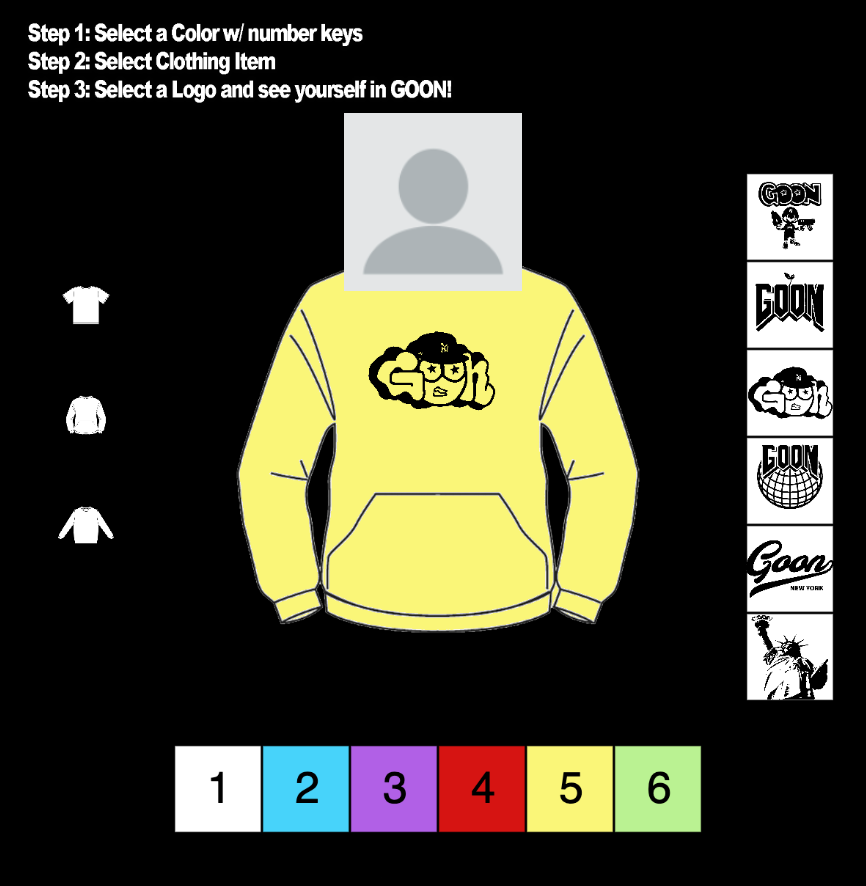 Step 1: Select a Color w/ number keys
Step 2: Select Clothing Item
Step 3: Select a Logo and see yourself in GOON!
GOON
GOON
Goon
Goon
GOON
Goon
NEW YORK
1 2 3 4 5 6